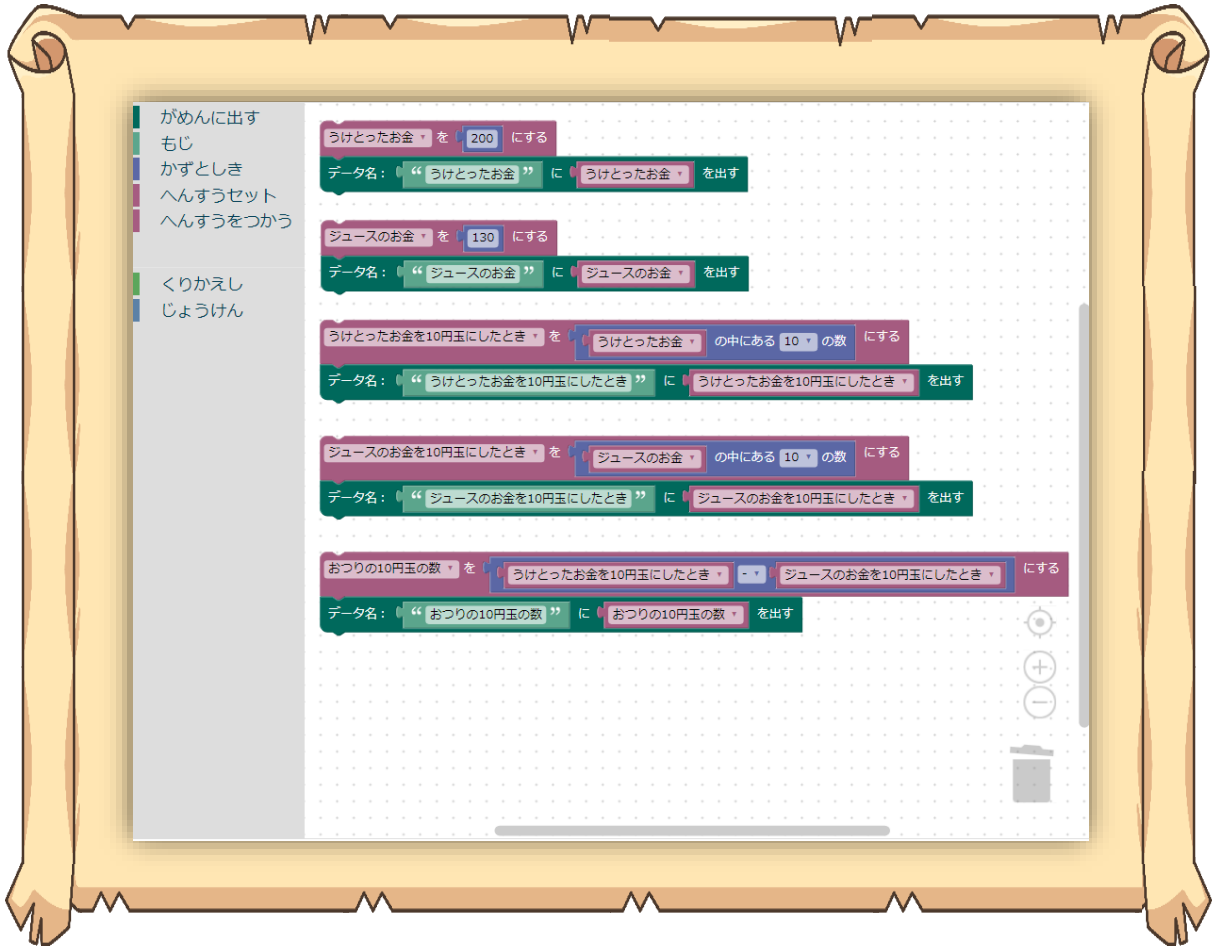 がめんに出す
もじ
かずとしき
へんすうセット
へんすうをつかう
くりかえし
じょうけん
うけとったお金 を 200 にする
データ名： “ うけとったお金 ” に うけとったお金 を出す
ジュースのお金 を 130 にする
データ名： “ ジュースのお金 ” に ジュースのお金 を出す
うけとったお金を10円玉にしたとき を うけとったお金 の中にある 10 の数 にする
データ名： “ うけとったお金を10円玉にしたとき ” に うけとったお金を10円玉にしたとき を出す
ジュースのお金を10円玉にしたとき を ジュースのお金 の中にある 10 の数 にする
データ名： “ ジュースのお金を10円玉にしたとき ” に ジュースのお金を10円玉にしたとき を出す
おつりの10円玉の数 を うけとったお金を10円玉にしたとき - ジュースのお金を10円玉にしたとき にする
データ名： “ おつりの10円玉の数 ” に おつりの10円玉の数 を出す